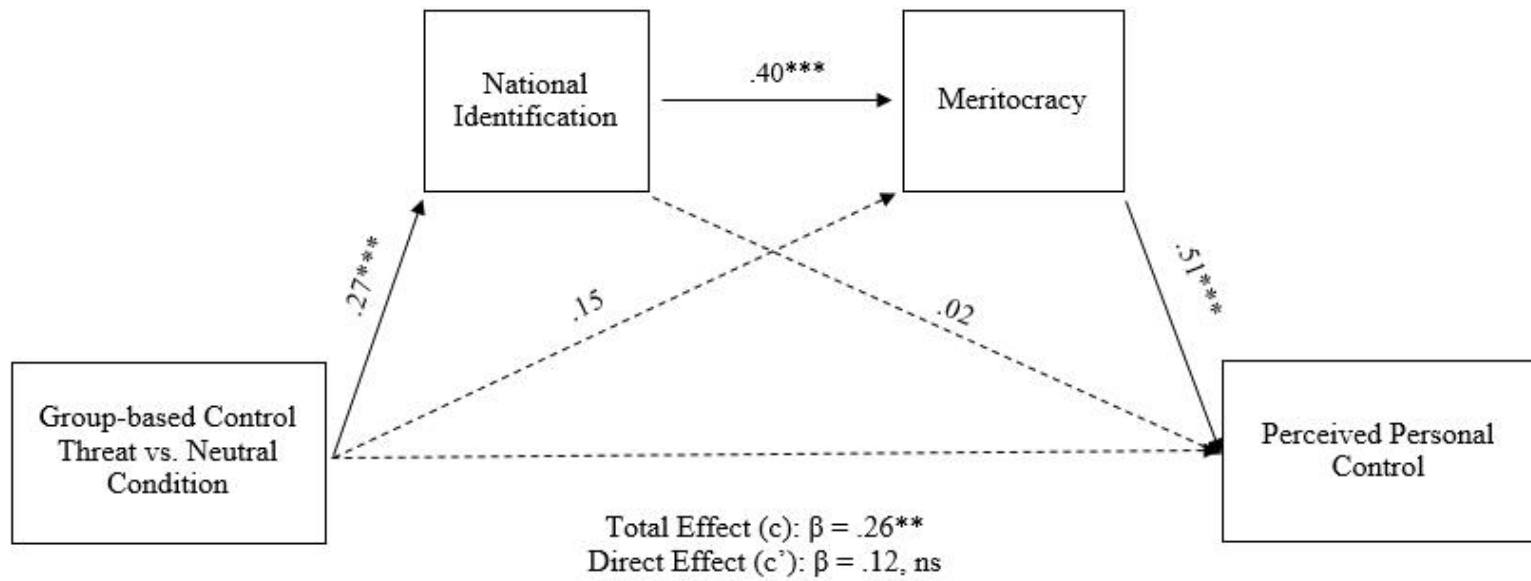 National
Identification
.40***
Meritocracy
.27***
.15
.02
.51***
Group-based Control
Threat vs. Neutral
Condition
Perceived Personal
Control
Total Effect (c): β = .26**
Direct Effect (c’): β = .12, ns